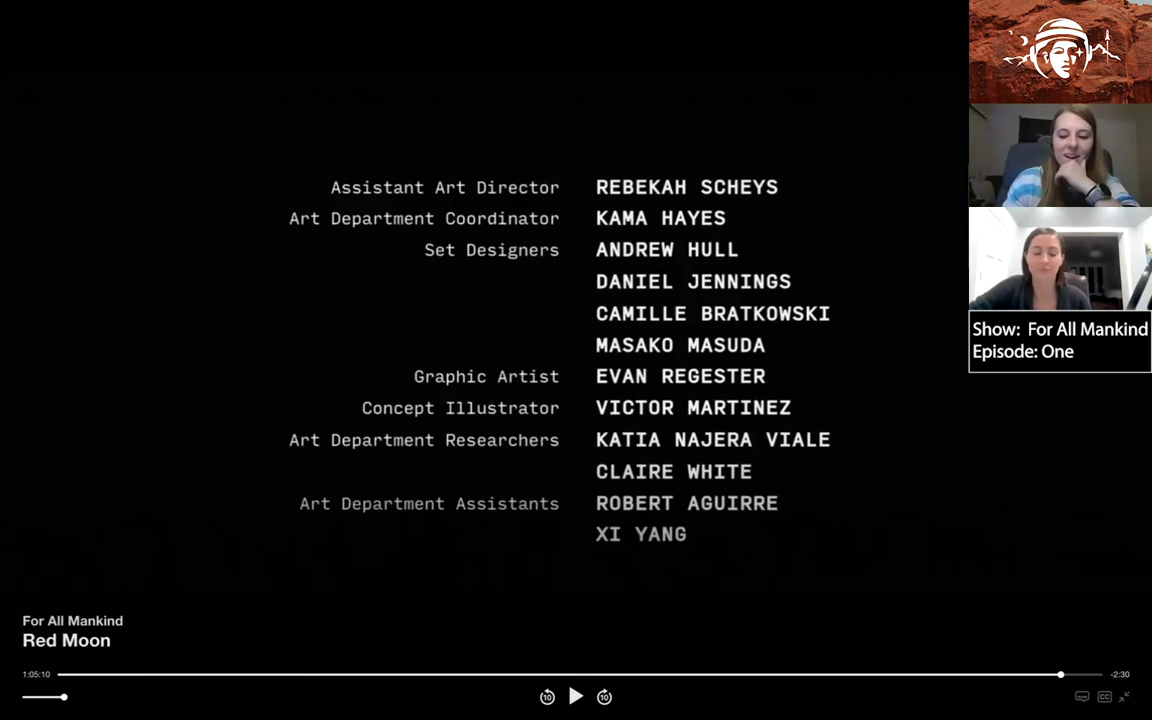 Assistant Art Director REBEKAH SCHEYS
Art Department Coordinator KAMA HAYES
Set Designers ANDREW HULL
DANIEL JENNINGS
CAMILLE BRATKOWSKI
MASAKO MASUDA
Graphic Artist EVAN REGESTER
Concept Illustrator VICTOR MARTINEZ
Art Department Researchers KATIA NAJERA VIALE
CLAIRE WHITE
Art Department Assistants ROBERT AGUIRRE
XI YANG
Show: For All Mankind
Episode: One
For All Mankind
Red Moon
1:05:10 -2:30
10 10
CC